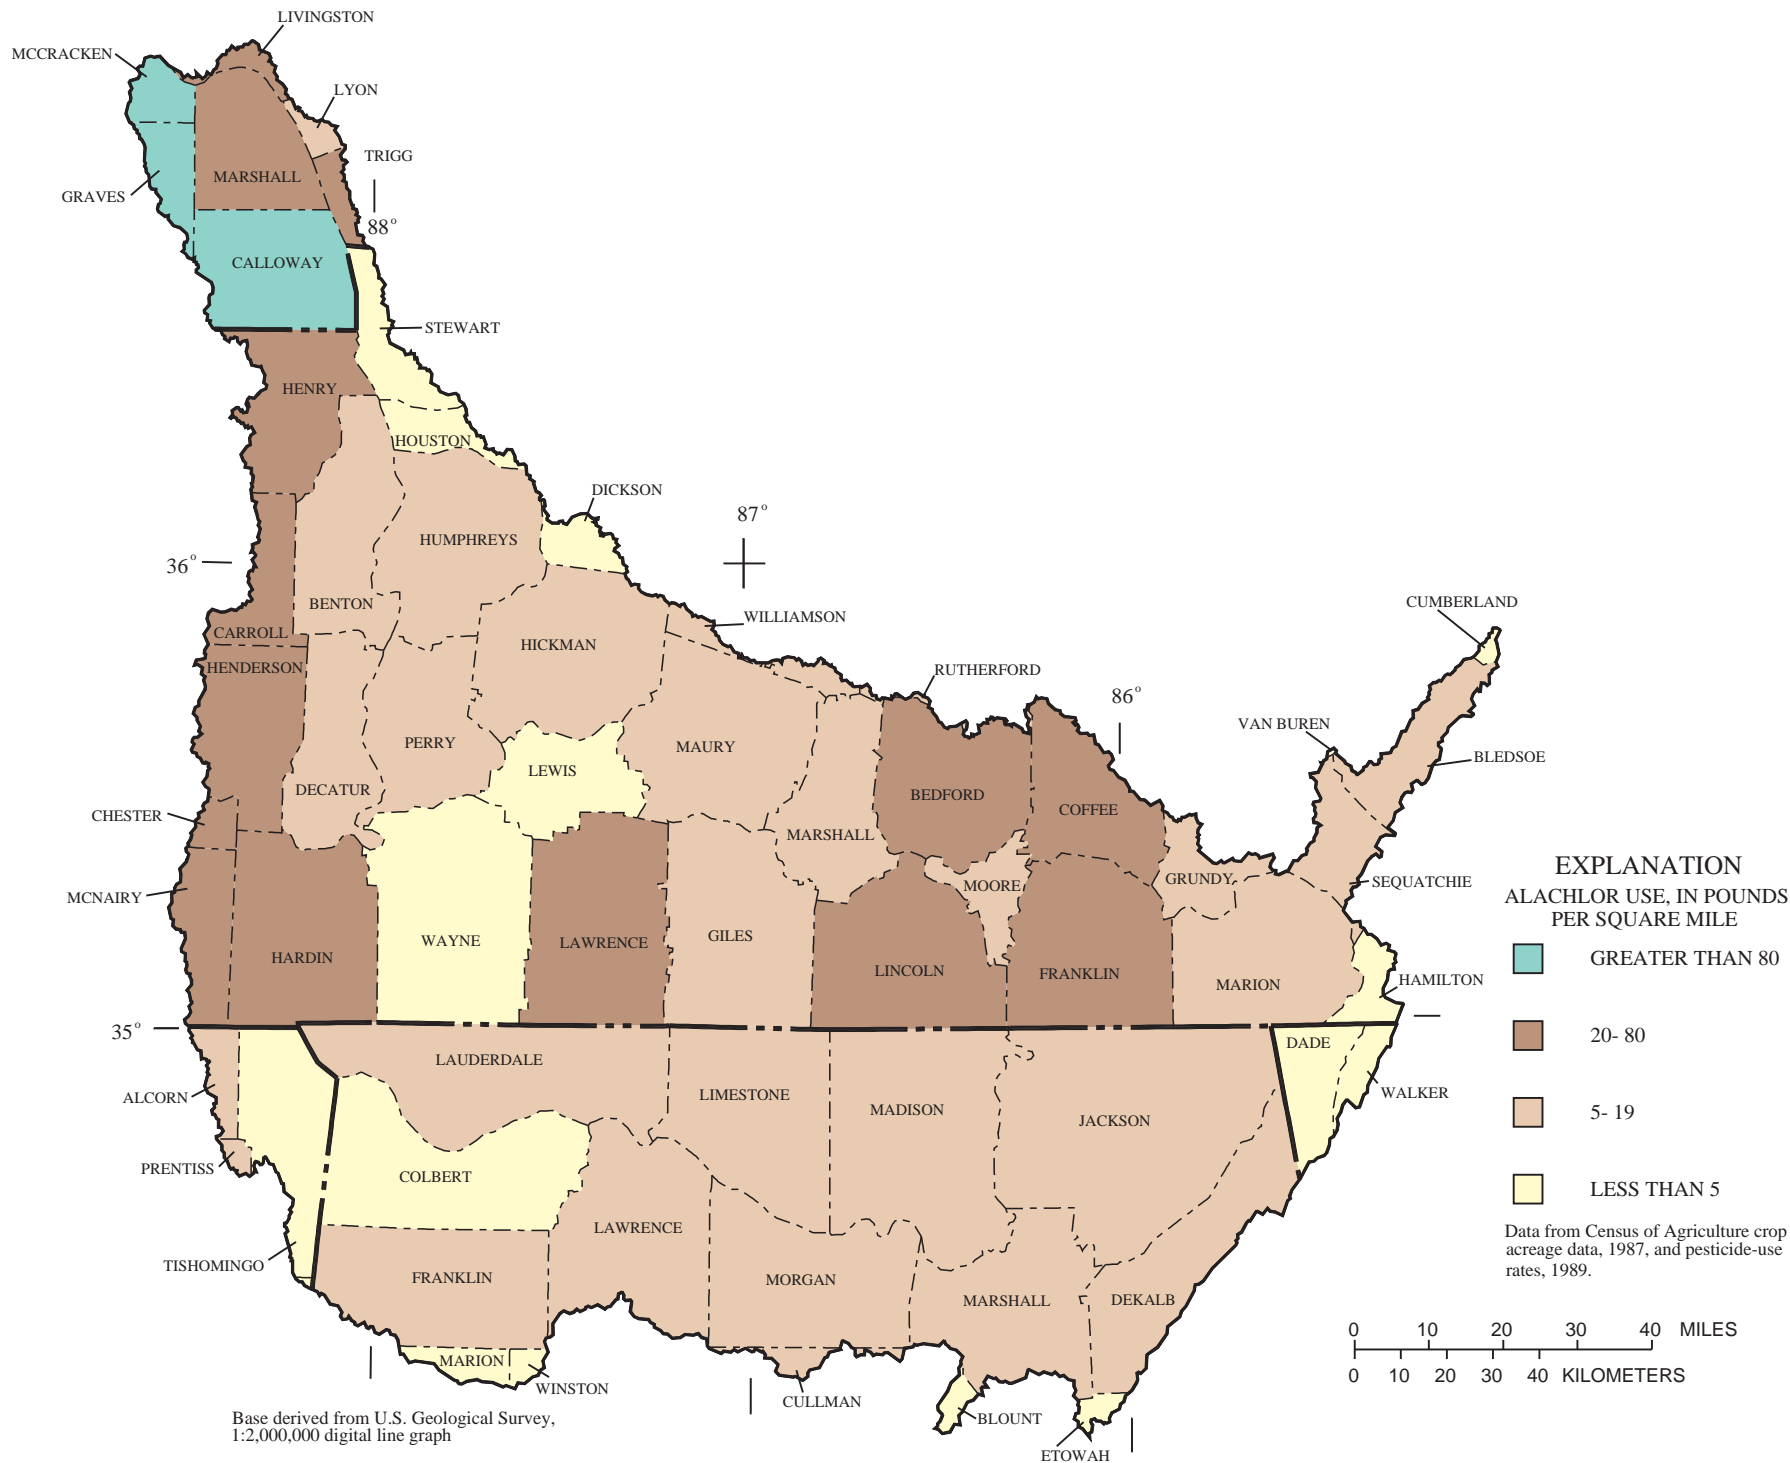 LIVINGSTON
MCCRACKEN
LYON
TRIGG
MARSHALL
GRAVES
88°
CALLOWAY
STEWART
HENRY
HOUSTON
DICKSON
87°
HUMPHREYS
36°
BENTON
CUMBERLAND
WILLIAMSON
CARROLL
HICKMAN
HENDERSON
RUTHERFORD
86°
VAN BUREN
PERRY
MAURY
BLEDSOE
LEWIS
DECATUR
BEDFORD
COFFEE
CHESTER
MARSHALL
GRUNDY
SEQUATCHIE
MOORE
MCNAIRY
WAYNE
LAWRENCE
GILES
HARDIN
LINCOLN
FRANKLIN
MARION
HAMILTON
35°
DADE
LAUDERDALE
WALKER
ALCORN
LIMESTONE
MADISON
JACKSON
PRENTISS
COLBERT
LAWRENCE
TISHOMINGO
FRANKLIN
MORGAN
MARSHALL
DEKALB
MARION
WINSTON
CULLMAN
BLOUNT
ETOWAH
EXPLANATION
ALACHLOR USE, IN POUNDS
PER SQUARE MILE
GREATER THAN 80
20- 80
5- 19
LESS THAN 5
Data from Census of Agriculture crop
acreage data, 1987, and pesticide-use
rates, 1989.
0 10 20 30 40 MILES
0 10 20 30 40 KILOMETERS
Base derived from U.S. Geological Survey,
1:2,000,000 digital line graph